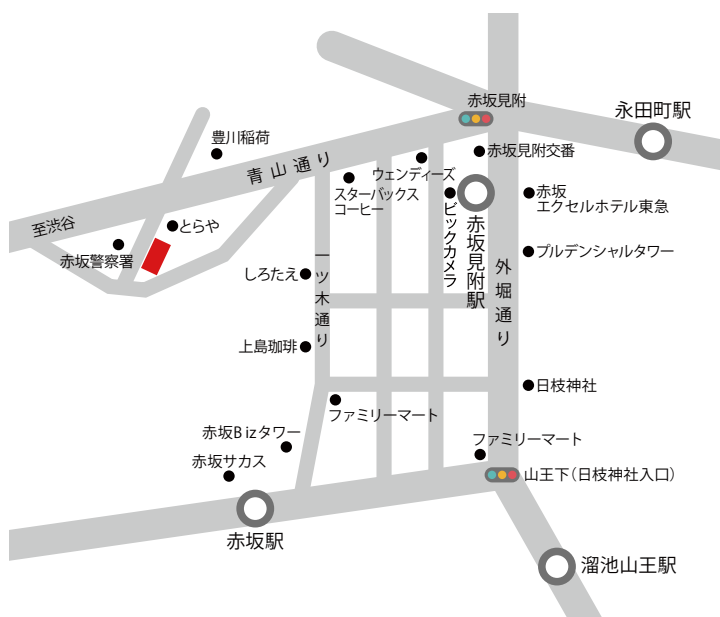 赤坂見附
永田町駅
豊川稲荷
青山通り
赤坂見附交番
ウェンディーズ
スターバックス
コーヒー
ビックカメラ
赤坂見附駅
赤坂
エクセルホテル東急
至渋谷
とらや
赤坂警察署
一ツ木通り
外堀通り
プルデンシャルタワー
しろたえ
上島珈琲
日枝神社
ファミリーマート
赤坂Bizタワー
ファミリーマート
赤坂サカス
山王下(日枝神社入口)
赤坂駅
溜池山王駅